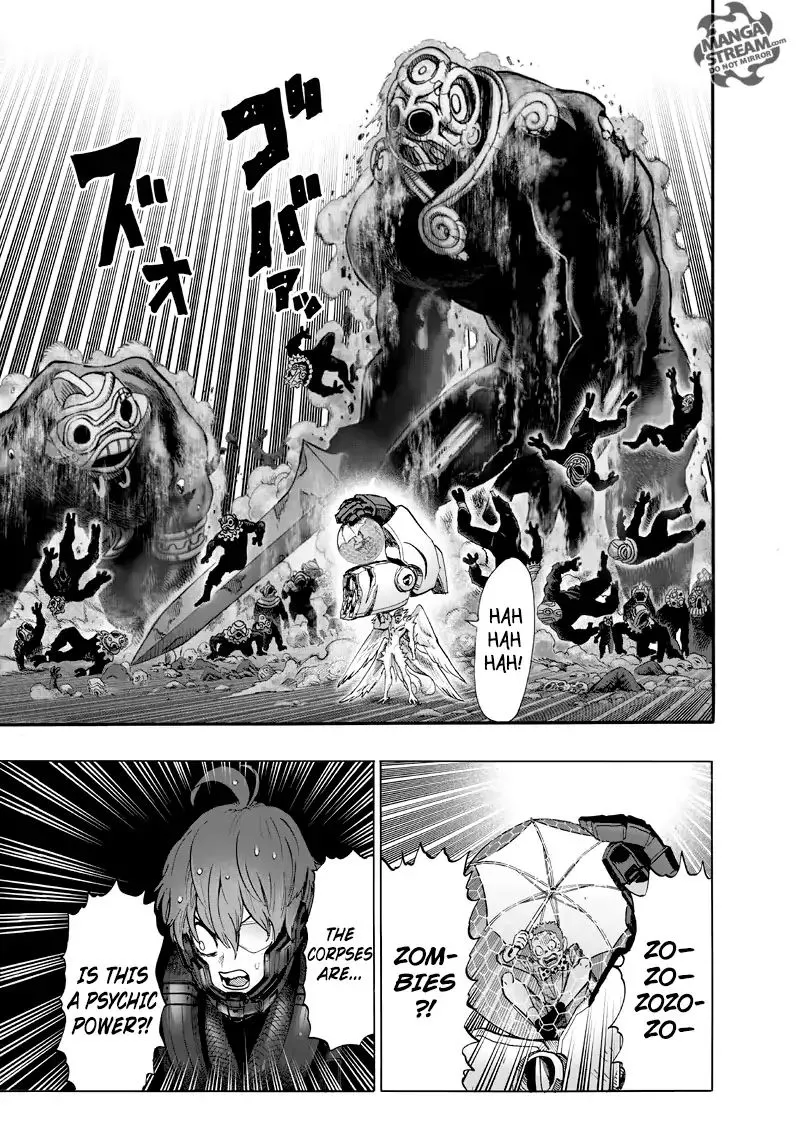 MANGA
STREAM.com
DO NOT MIRROR
ゴ
バァッ
ズ
オ
HAH
HAH
HAH!
ZO-
ZO-
ZOZO-
ZO-
ZOM-
BIES
?!
THE
CORPSES
ARE...
IS THIS
A PSYCHIC
POWER?!